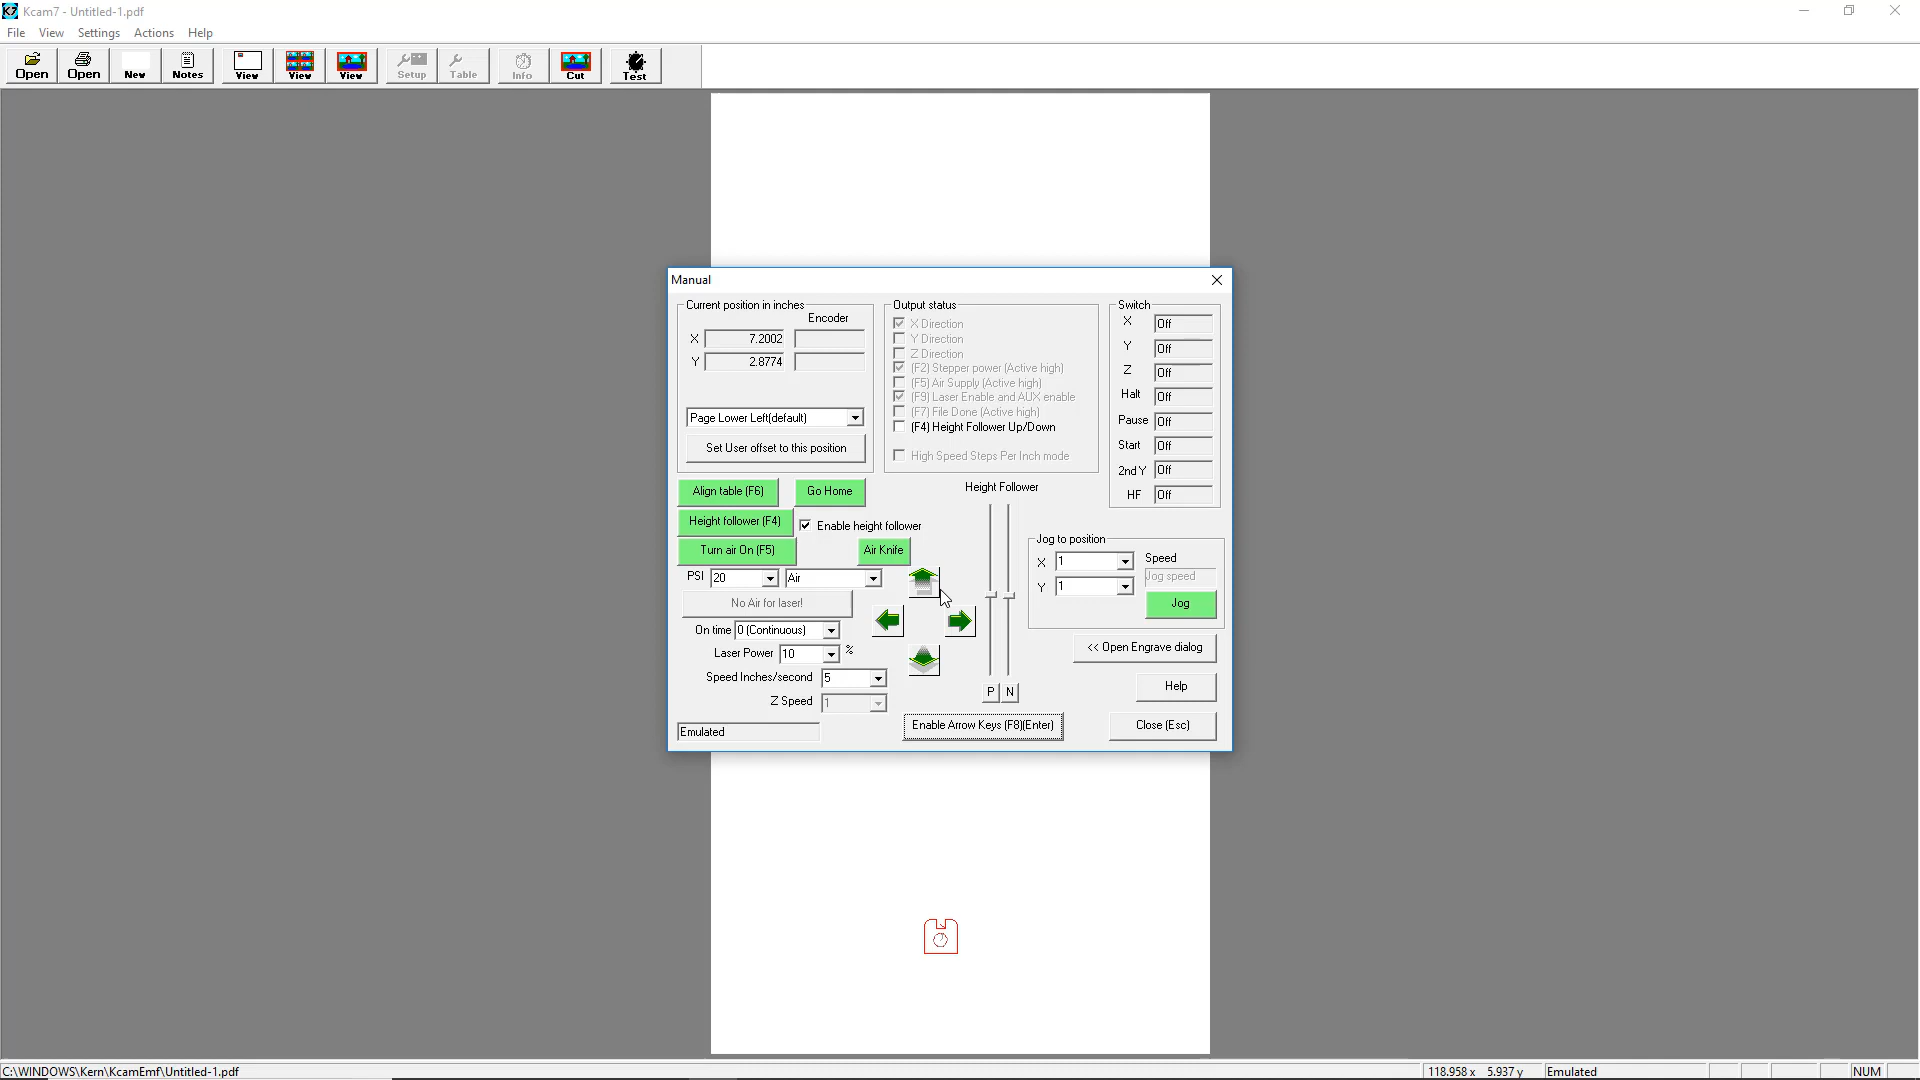 K7 Kcam7 - Untitled-1.pdf
File View Settings Actions Help
Open Open New Notes View View View Setup Table Info Cut Test
Manual
Current position in inches
Encoder
X 7.2002
Y 2.8774
Page Lower Left(default)
Set User offset to this position
Output status
X Direction
Y Direction
Z Direction
(F2) Stepper power (Active high)
(F5) Air Supply (Active high)
(F9) Laser Enable and AUX enable
(F7) File Done (Active high)
(F4) Height Follower Up/Down
High Speed Steps Per Inch mode
Switch
X Off
Y Off
Z Off
Halt Off
Pause Off
Start Off
2nd Y Off
HF Off
Align table (F6) Go Home
Height follower (F4) Enable height follower
Turn air On (F5) Air Knife
PSI 20 Air
No Air for laser!
On time 0 (Continuous)
Laser Power 10 %
Speed Inches/second 5
Z Speed 1
Emulated
Height Follower
P N
Enable Arrow Keys (F8)(Enter)
Jog to position
X 1 Speed
Jog speed
Y 1
Jog
<< Open Engrave dialog
Help
Close (Esc)
C:\WINDOWS\Kern\KcamEmf\Untitled-1.pdf 118.958 x 5.937 y Emulated NUM